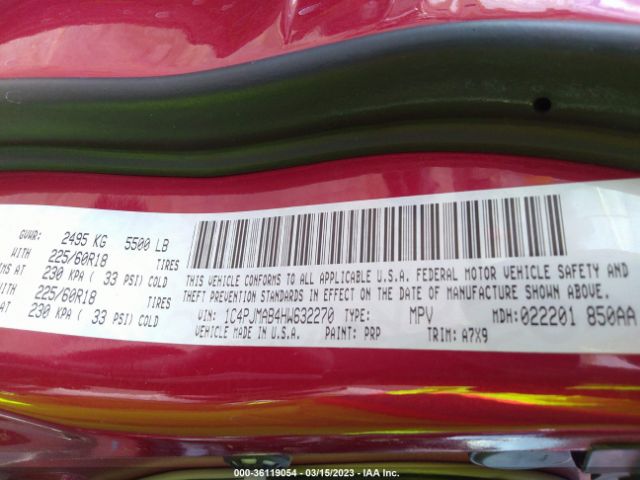 GVWR: 2495 KG 5500 LB
WITH 225/60R18 TIRES
MS AT 230 KPA ( 33 PSI) COLD
WITH 225/60R18 TIRES
AT 230 KPA ( 33 PSI) COLD
THIS VEHICLE CONFORMS TO ALL APPLICABLE U.S.A. FEDERAL MOTOR VEHICLE SAFETY AND
THEFT PREVENTION STANDARDS IN EFFECT ON THE DATE OF MANUFACTURE SHOWN ABOVE.
VIN: 1C4PJMAB4HW632270 TYPE: MPV MDH: 022201 850AA
MADE IN U.S.A. PAINT: PRP TRIM: A7X9
000-36119054 - 03/15/2023 - IAA Inc.